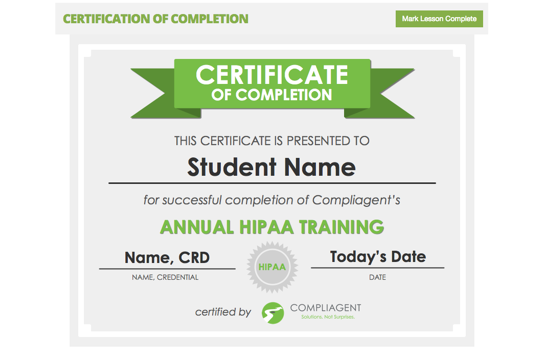 CERTIFICATION OF COMPLETION
Mark Lesson Complete
CERTIFICATE
OF COMPLETION
THIS CERTIFICATE IS PRESENTED TO
Student Name
for successful completion of Compliagent's
ANNUAL HIPAA TRAINING
Name, CRD
NAME, CREDENTIAL
HIPAA
Today's Date
DATE
certified by
COMPLIAGENT
Solutions. Not Surprises.